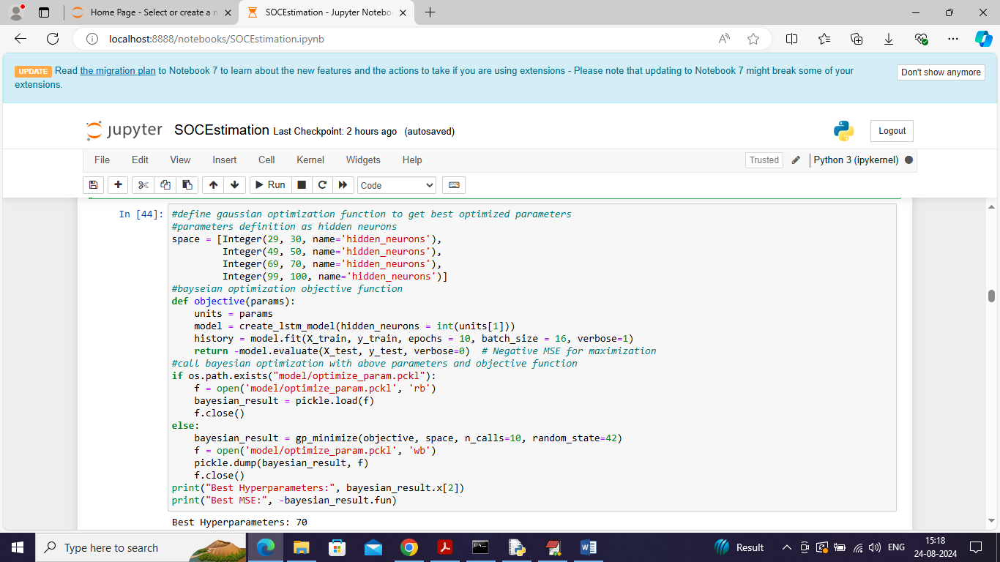 Home Page - Select or create a n
SOCEstimation - Jupyter Noteboo
localhost:8888/notebooks/SOCEstimation.ipynb
UPDATE Read the migration plan to Notebook 7 to learn about the new features and the actions to take if you are using extensions - Please note that updating to Notebook 7 might break some of your
extensions.
Don't show anymore
jupyter SOCEstimation Last Checkpoint: 2 hours ago (autosaved)
Logout
File Edit View Insert Cell Kernel Widgets Help
Trusted Python 3 (ipykernel)
Run Code
In [44]: #define gaussian optimization function to get best optimized parameters
#parameters definition as hidden neurons
space = [Integer(29, 30, name='hidden_neurons'),
         Integer(49, 50, name='hidden_neurons'),
         Integer(69, 70, name='hidden_neurons'),
         Integer(99, 100, name='hidden_neurons')]
#bayseian optimization objective function
def objective(params):
    units = params
    model = create_lstm_model(hidden_neurons = int(units[1]))
    history = model.fit(X_train, y_train, epochs = 10, batch_size = 16, verbose=1)
    return -model.evaluate(X_test, y_test, verbose=0)  # Negative MSE for maximization
#call bayesian optimization with above parameters and objective function
if os.path.exists("model/optimize_param.pckl"):
    f = open('model/optimize_param.pckl', 'rb')
    bayesian_result = pickle.load(f)
    f.close()
else:
    bayesian_result = gp_minimize(objective, space, n_calls=10, random_state=42)
    f = open('model/optimize_param.pckl', 'wb')
    pickle.dump(bayesian_result, f)
    f.close()
print("Best Hyperparameters:", bayesian_result.x[2])
print("Best MSE:", -bayesian_result.fun)
Best Hyperparameters: 70
Type here to search
Result
ENG
15:18
24-08-2024